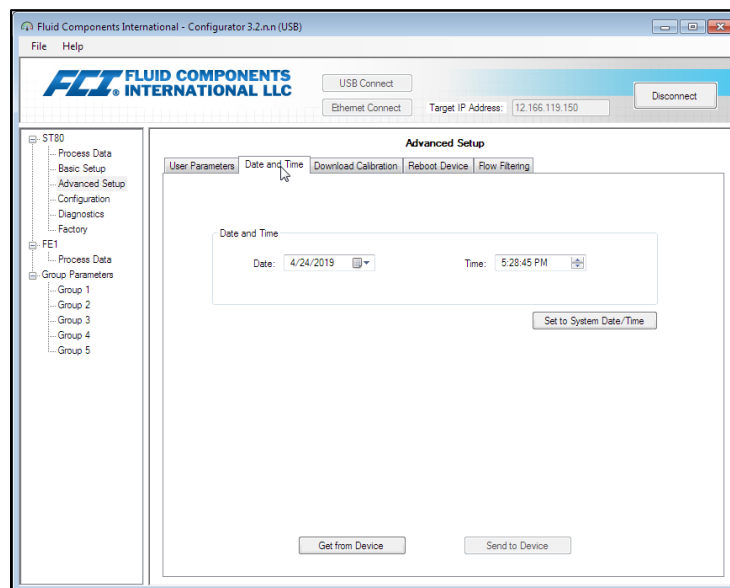 Fluid Components International - Configurator 3.2.n.n (USB)
File Help
FCI. FLUID COMPONENTS
INTERNATIONAL LLC
USB Connect
Ethernet Connect
Target IP Address: 12.166.119.150
Disconnect
ST80
Process Data
Basic Setup
Advanced Setup
Configuration
Diagnostics
Factory
FE1
Process Data
Group Parameters
Group 1
Group 2
Group 3
Group 4
Group 5
Advanced Setup
User Parameters Date and Time Download Calibration Reboot Device Flow Filtering
Date and Time
Date: 4/24/2019 Time: 5:28:45 PM
Set to System Date/Time
Get from Device Send to Device